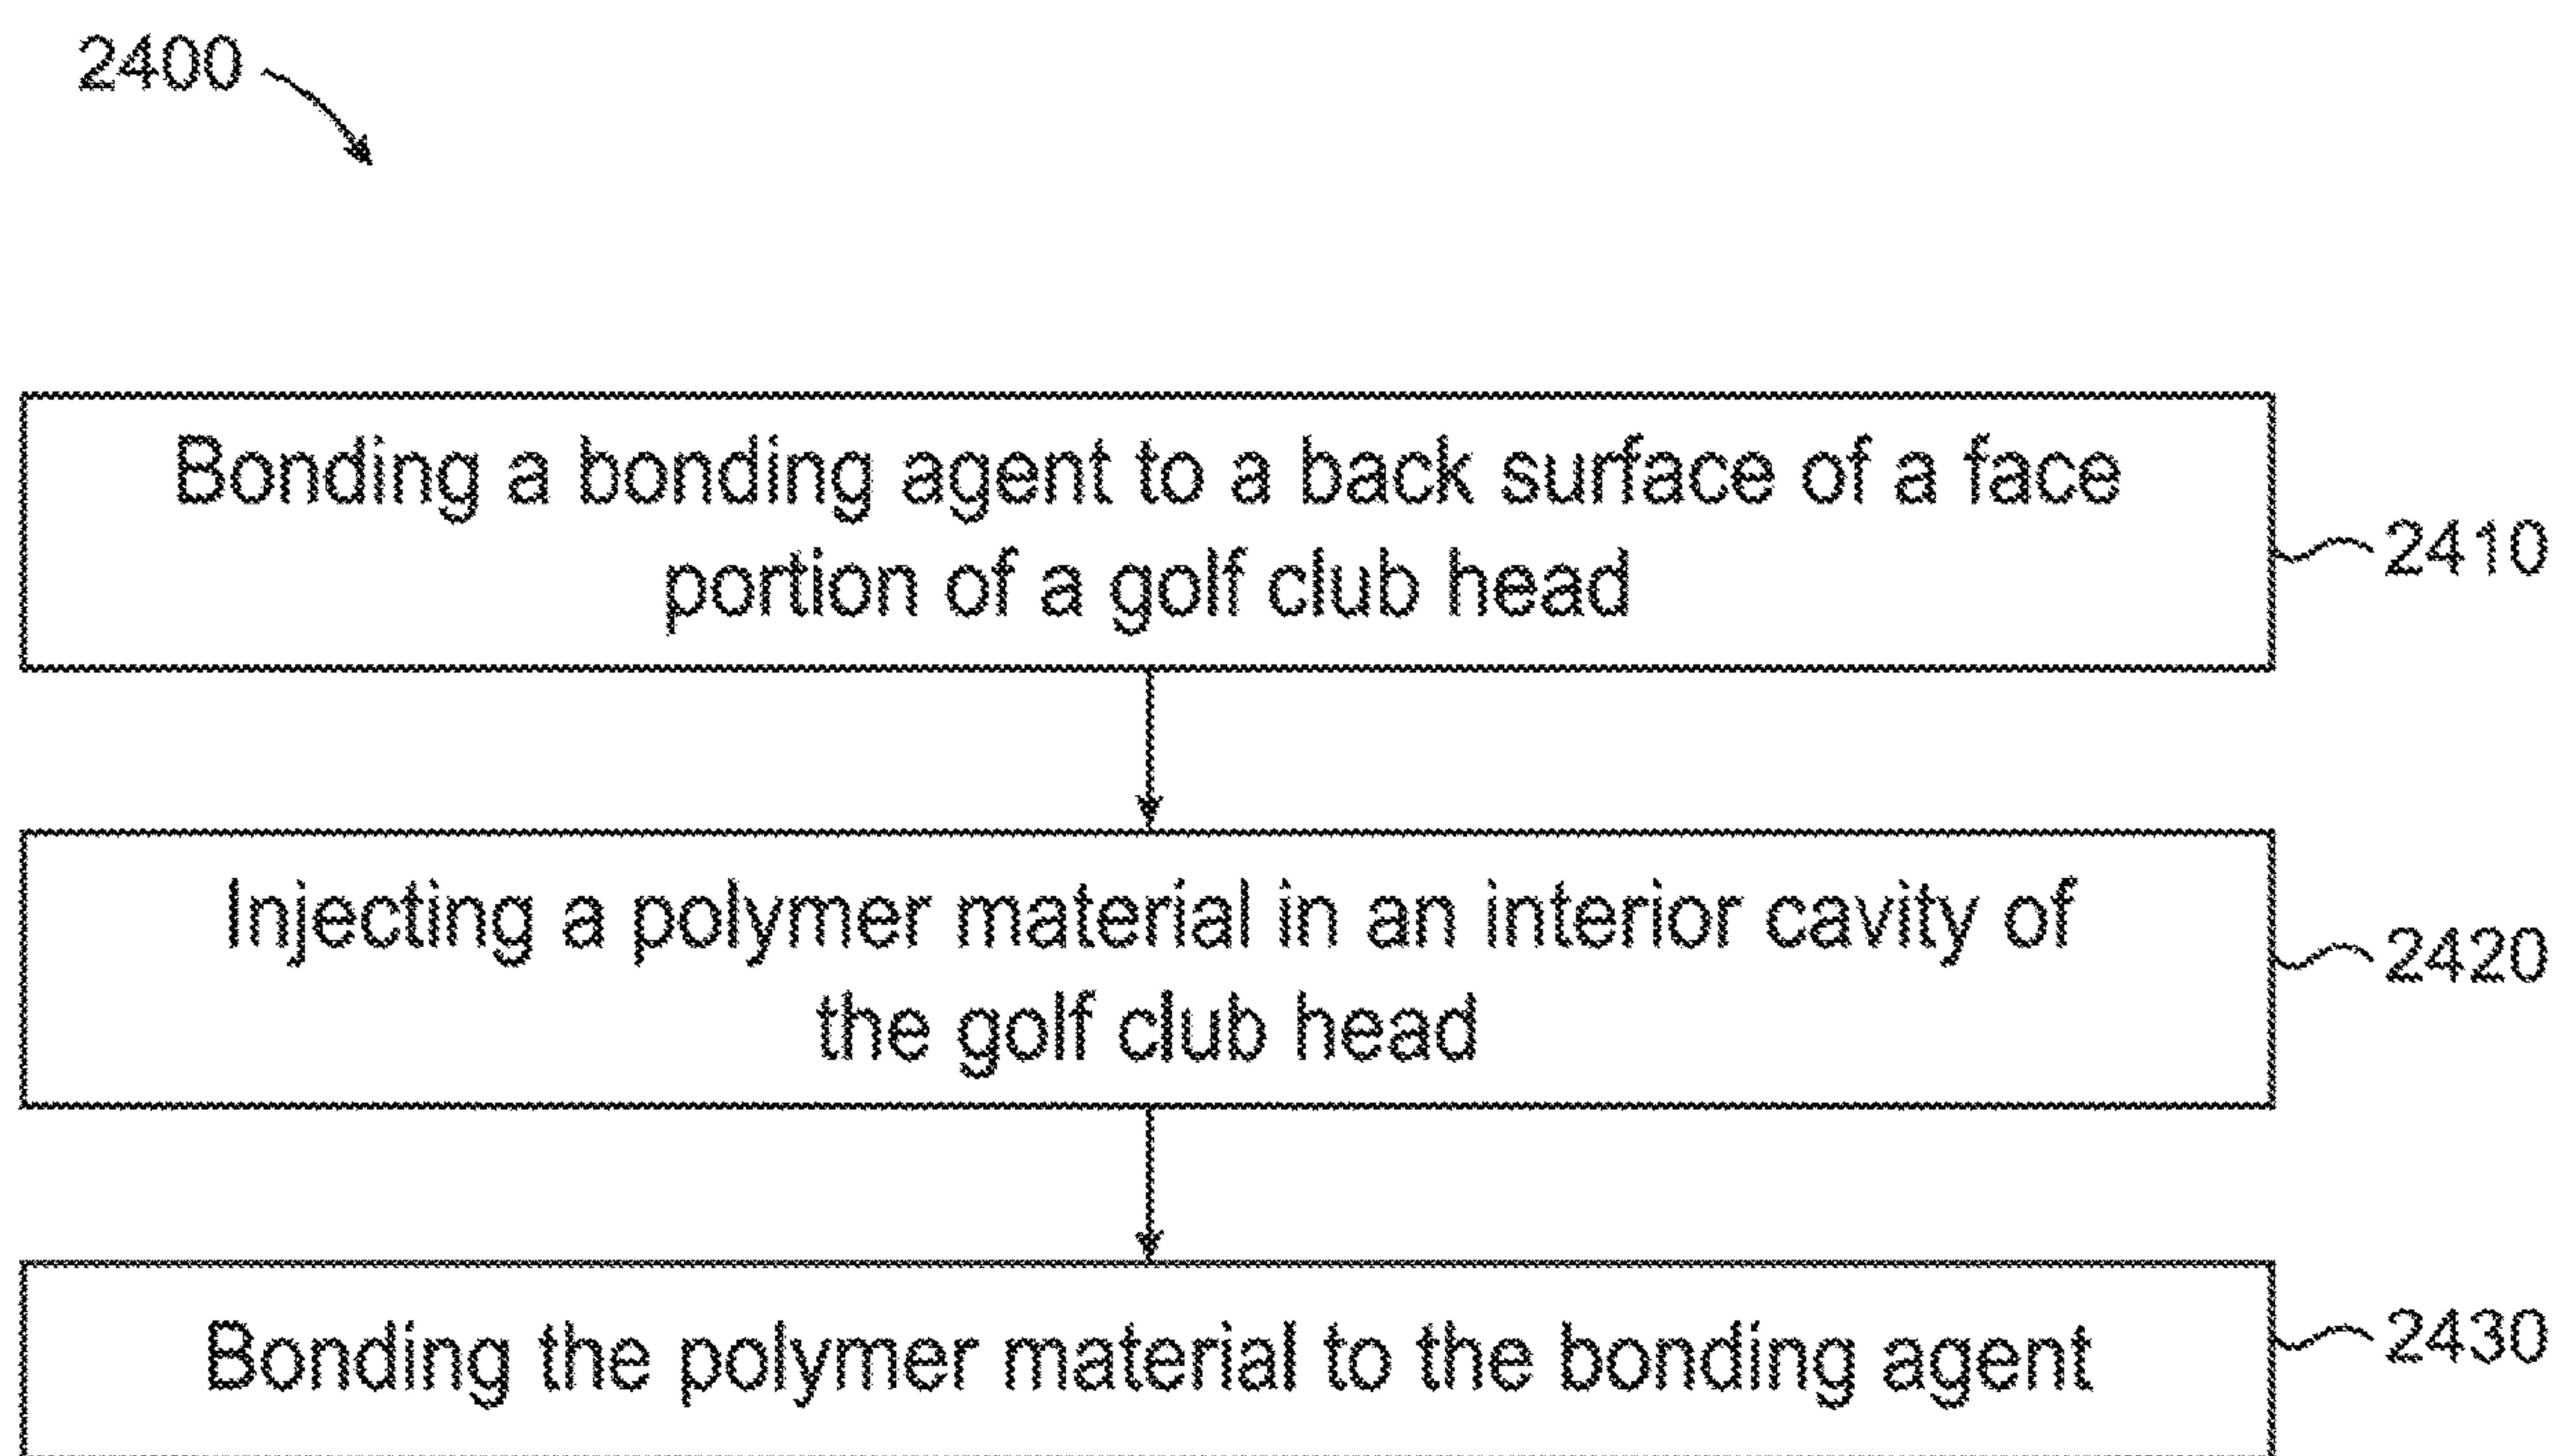 2400
Bonding a bonding agent to a back surface of a face
portion of a golf club head
2410
Injecting a polymer material in an interior cavity of
the golf club head
2420
Bonding the polymer material to the bonding agent
2430